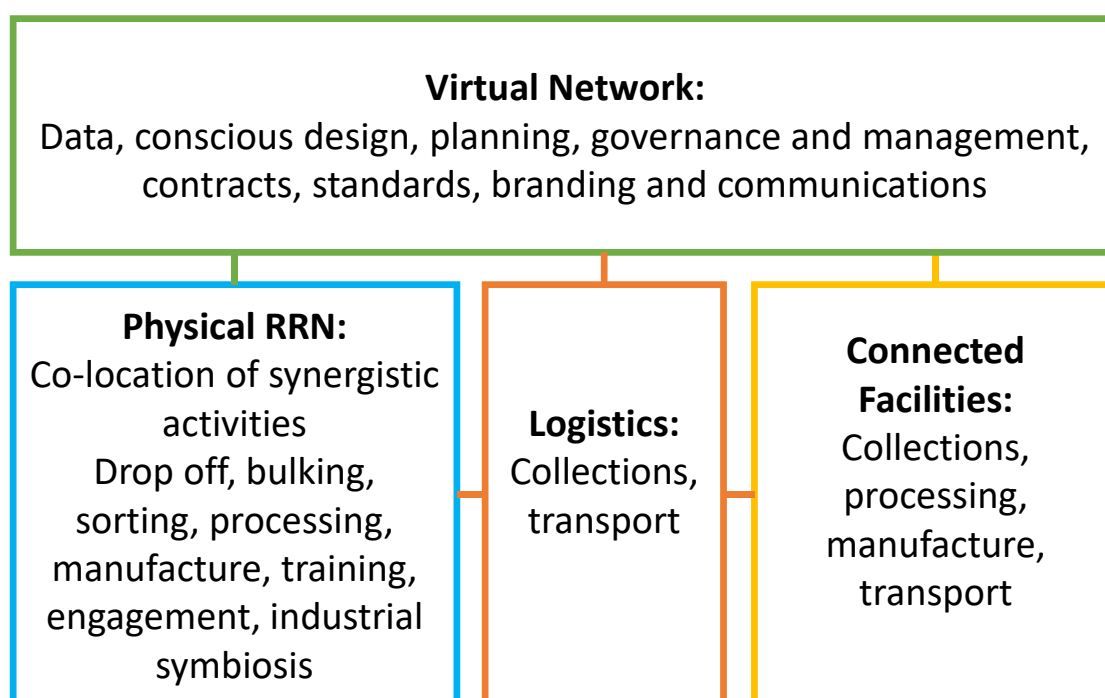 Virtual Network:
Data, conscious design, planning, governance and management,
contracts, standards, branding and communications
Physical RRN:
Co-location of synergistic
activities
Drop off, bulking,
sorting, processing,
manufacture, training,
engagement, industrial
symbiosis
Logistics:
Collections,
transport
Connected
Facilities:
Collections,
processing,
manufacture,
transport